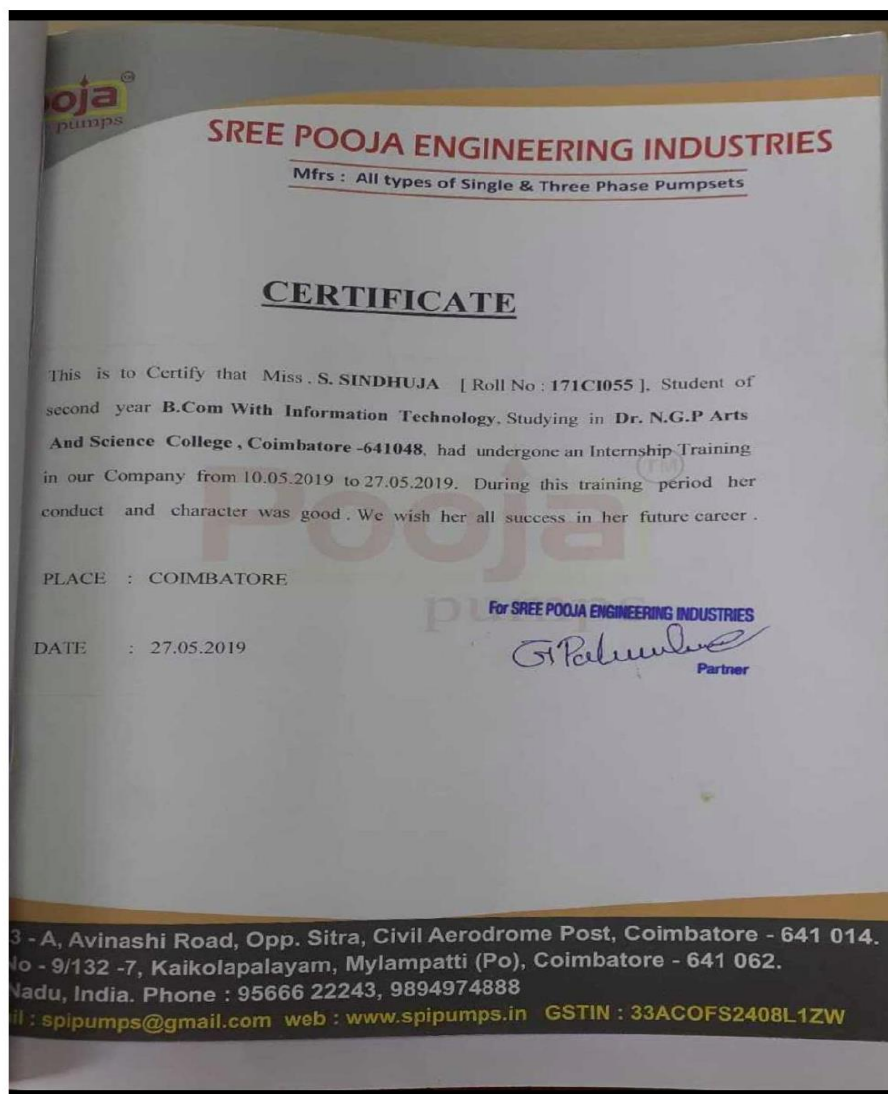 oja
pumps
SREE POOJA ENGINEERING INDUSTRIES
Mfrs : All types of Single & Three Phase Pumpsets
CERTIFICATE
This is to Certify that Miss . S. SINDHUJA [ Roll No : 171CI055 ], Student of
second year B.Com With Information Technology, Studying in Dr. N.G.P Arts
And Science College , Coimbatore -641048, had undergone an Internship Training
in our Company from 10.05.2019 to 27.05.2019. During this training period her
conduct and character was good . We wish her all success in her future career .
Pooja TM
pumps
PLACE : COIMBATORE
For SREE POOJA ENGINEERING INDUSTRIES
DATE : 27.05.2019
Partner
3 - A, Avinashi Road, Opp. Sitra, Civil Aerodrome Post, Coimbatore - 641 014.
No - 9/132 -7, Kaikolapalayam, Mylampatti (Po), Coimbatore - 641 062.
Nadu, India. Phone : 95666 22243, 9894974888
il : spipumps@gmail.com web : www.spipumps.in GSTIN : 33ACOFS2408L1ZW